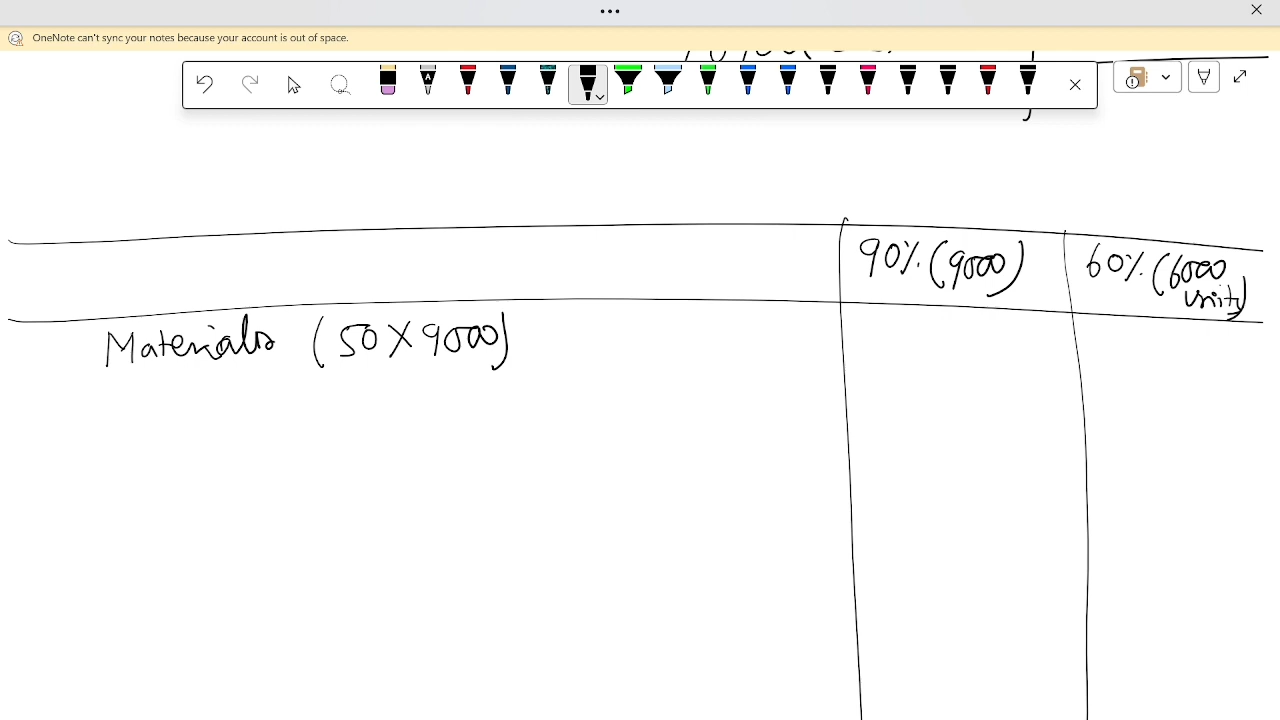 OneNote can't sync your notes because your account is out of space.
90% (9000)
60% (6000 units)
Materials (50 X 9000)